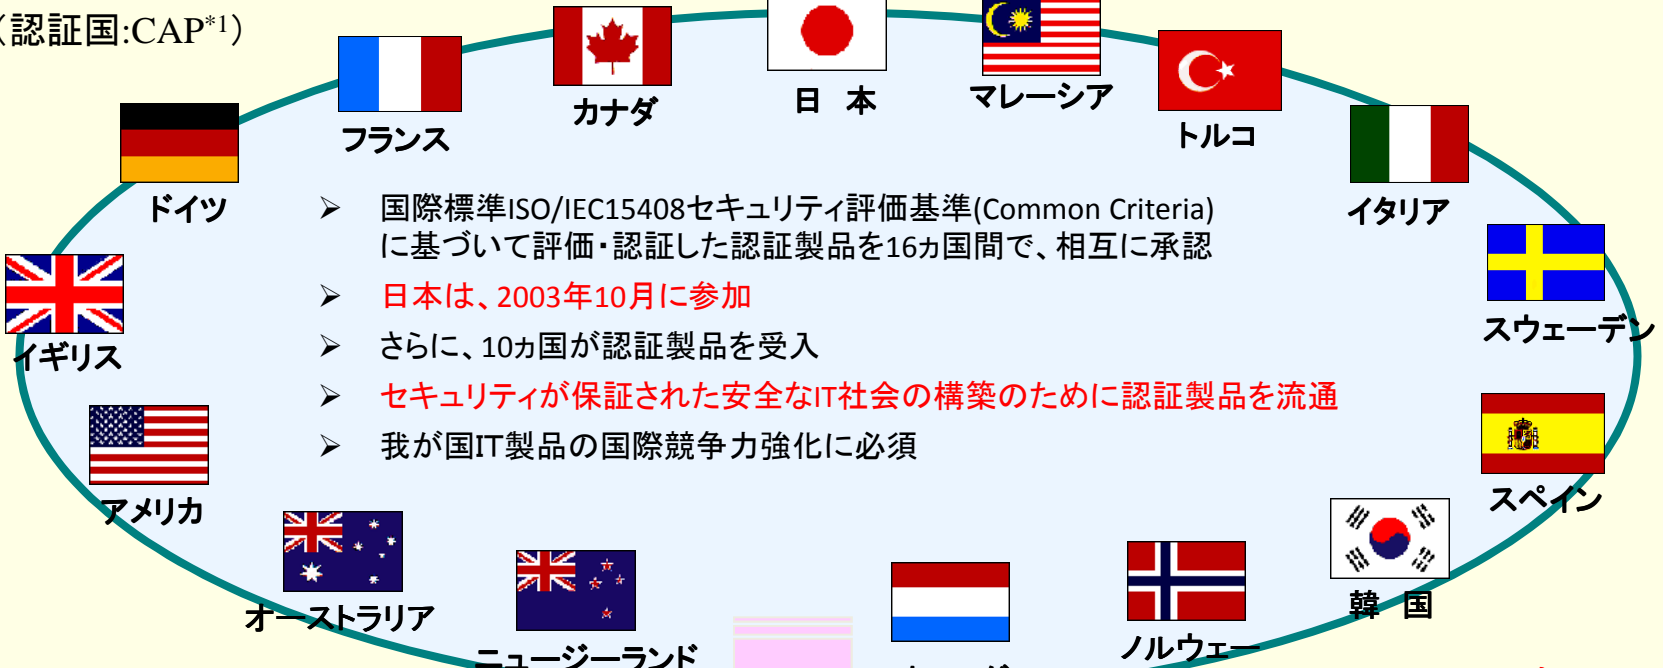 (認証国:CAP*1)
カナダ
日 本
マレーシア
フランス
トルコ
ドイツ
イタリア
➢ 国際標準ISO/IEC15408セキュリティ評価基準(Common Criteria)
に基づいて評価・認証した認証製品を16ヵ国間で、相互に承認
➢ 日本は、2003年10月に参加
➢ さらに、10ヵ国が認証製品を受入
➢ セキュリティが保証された安全なIT社会の構築のために認証製品を流通
➢ 我が国IT製品の国際競争力強化に必須
スウェーデン
イギリス
アメリカ
スペイン
オーストラリア
韓 国
ノルウェー
ニュージーランド